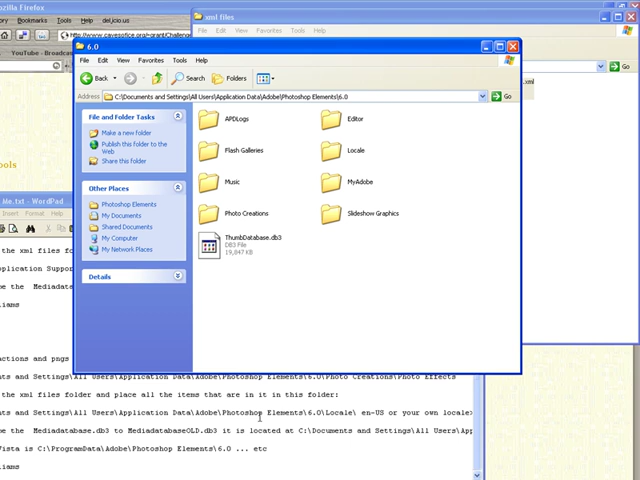 Mozilla Firefox
xml files
ory Bookmarks Tools Help del.icio.us
File Edit View Favorites Tools Help
http://www.cavesofice.org/~grant/Challenge
YouTube - Broadcas
Go
.xml
6.0
File Edit View Favorites Tools Help
Back Search Folders
Address C:\Documents and Settings\All Users\Application Data\Adobe\Photoshop Elements\6.0 Go
File and Folder Tasks
Make a new folder
Publish this folder to the Web
Share this folder
Other Places
Photoshop Elements
My Documents
Shared Documents
My Computer
My Network Places
Details
APDLogs
Editor
Flash Galleries
Locale
Music
MyAdobe
Photo Creations
Slideshow Graphics
ThumbDatabase.db3
DB3 File
19,847 KB
ools
Me.txt - WordPad
Insert Format Help
the xml files fo
pplication Suppor
e the Mediadata
iams
actions and pngs
nts and Settings\All Users\Application Data\Adobe\Photoshop Elements\6.0\Photo Creations\Photo Effects
the xml files folder and place all the items that are in it in this folder:
nts and Settings\All Users\Application Data\Adobe\Photoshop Elements\6.0\Locale\ en-US or your own locale>
e the Mediadatabase.db3 to MediadatabaseOLD.db3 it is located at C:\Documents and Settings\All Users\App
Vista is C:\ProgramData\Adobe\Photoshop Elements\6.0 ... etc
iams